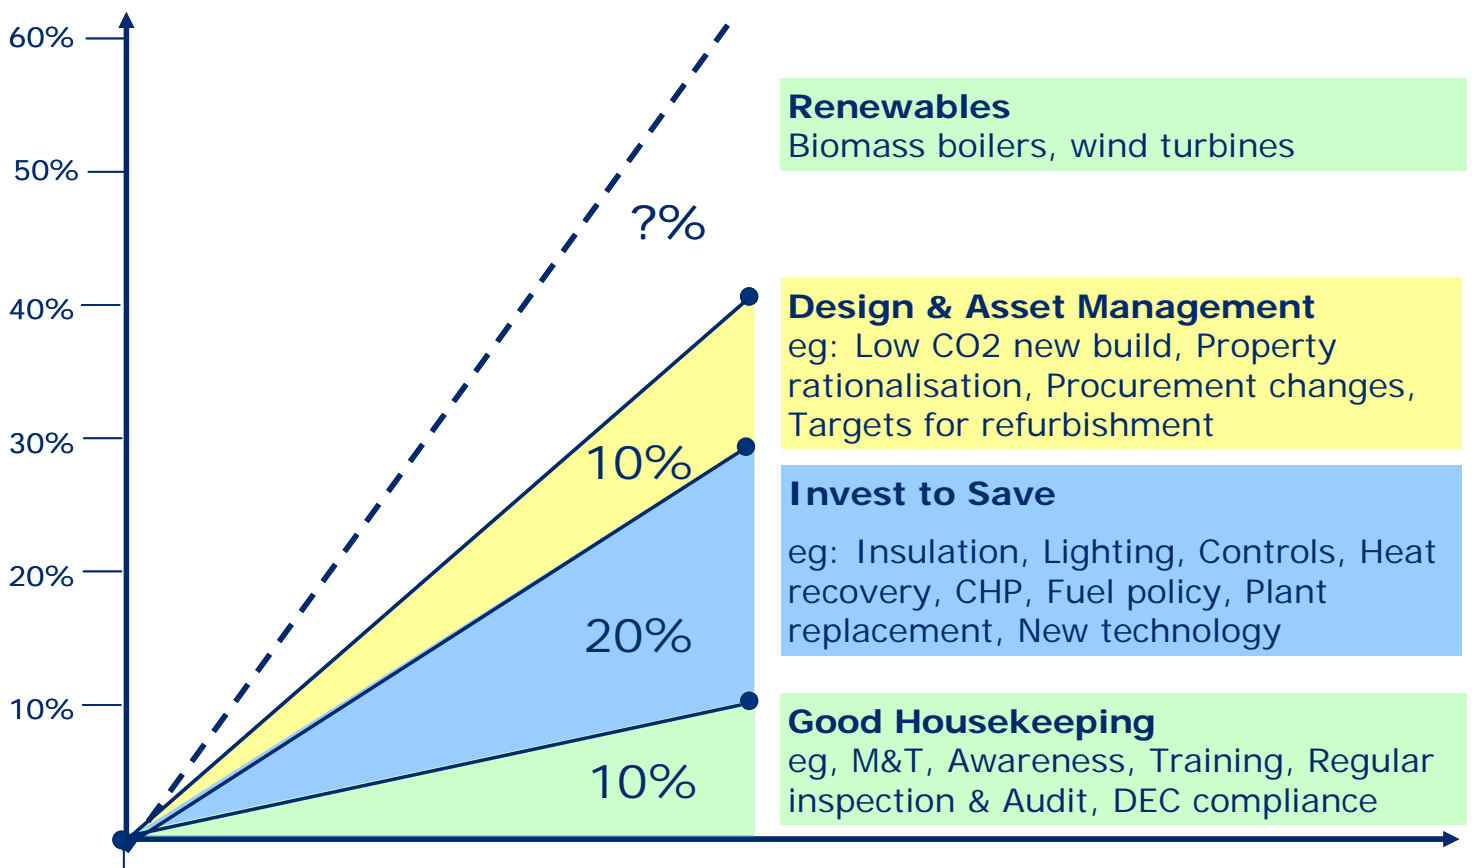 60%
50%
40%
30%
20%
10%
?%
10%
20%
10%
Renewables
Biomass boilers, wind turbines
Design & Asset Management
eg: Low CO2 new build, Property
rationalisation, Procurement changes,
Targets for refurbishment
Invest to Save
eg: Insulation, Lighting, Controls, Heat
recovery, CHP, Fuel policy, Plant
replacement, New technology
Good Housekeeping
eg, M&T, Awareness, Training, Regular
inspection & Audit, DEC compliance